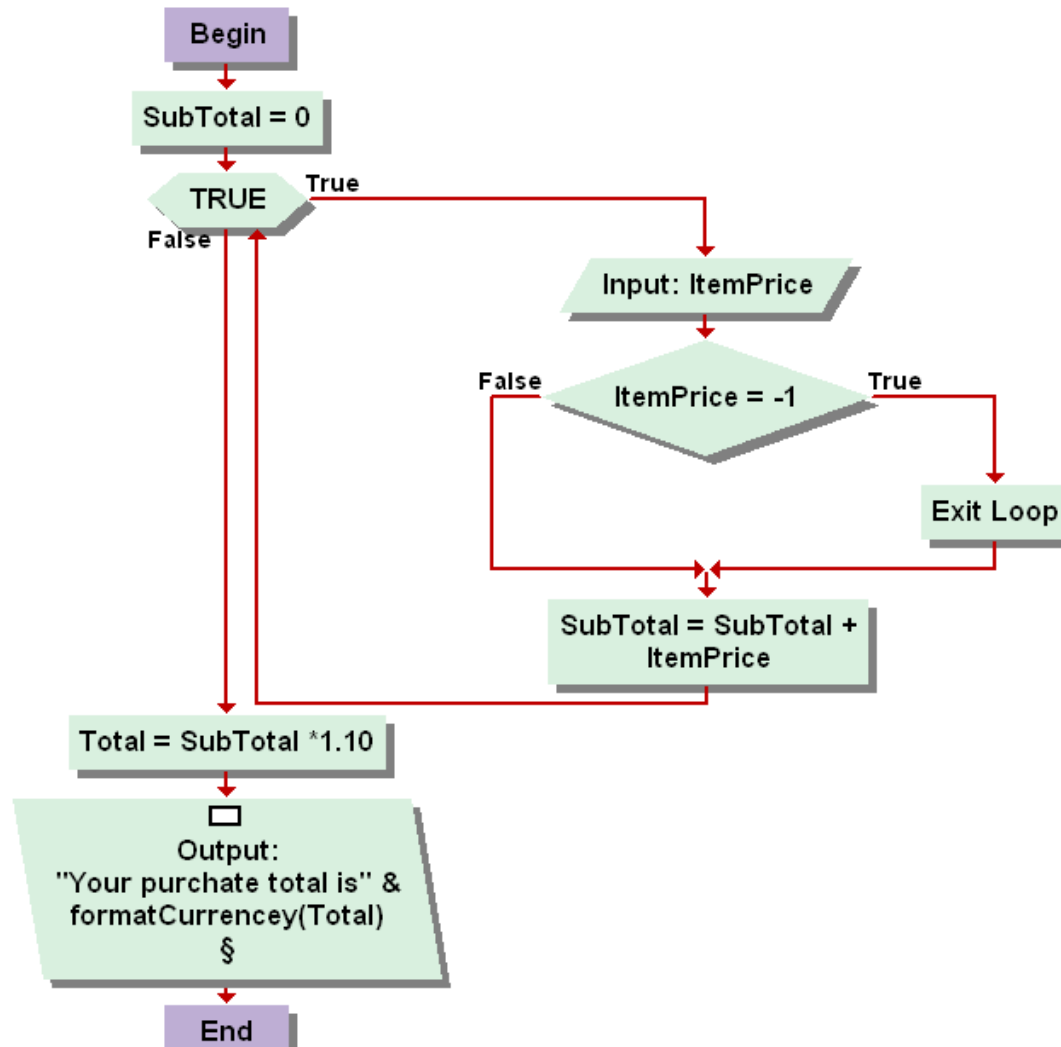 Begin
SubTotal = 0
TRUE
True
False
Input: ItemPrice
False
ItemPrice = -1
True
Exit Loop
SubTotal = SubTotal +
ItemPrice
Total = SubTotal *1.10
Output:
"Your purchate total is" &
formatCurrencey(Total)
§
End